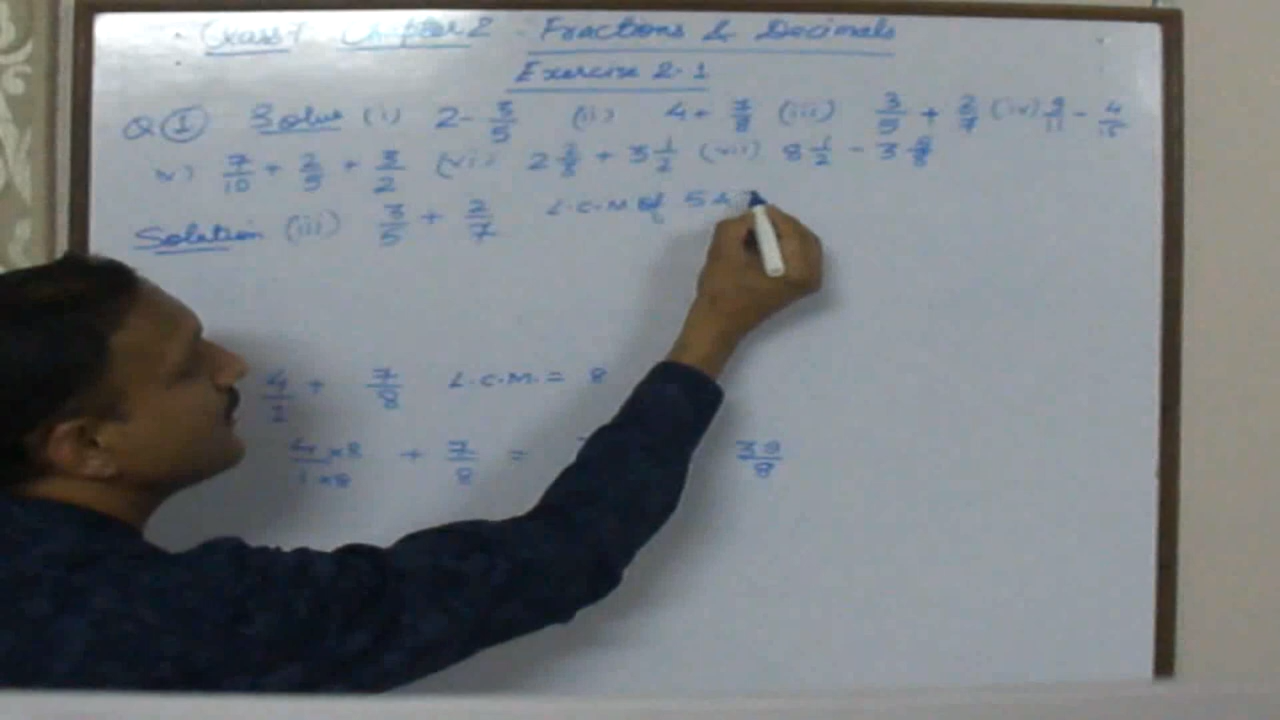 Class 7 Chapter 2 - Fractions & Decimals
Exercise 2.1
Q (1) Solve (i) 2 - 3/5 (ii) 4 + 7/8 (iii) 3/5 + 2/7 (iv) 9/11 - 4/15
v) 7/10 + 2/5 + 3/2 (vi) 2 2/3 + 3 1/2 (vii) 8 1/2 - 3 5/8
Solution (iii) 3/5 + 2/7 L.C.M of 5 &
4/1 + 7/8 L.C.M. = 8
4×8/1×8 + 7/8 = 39/8